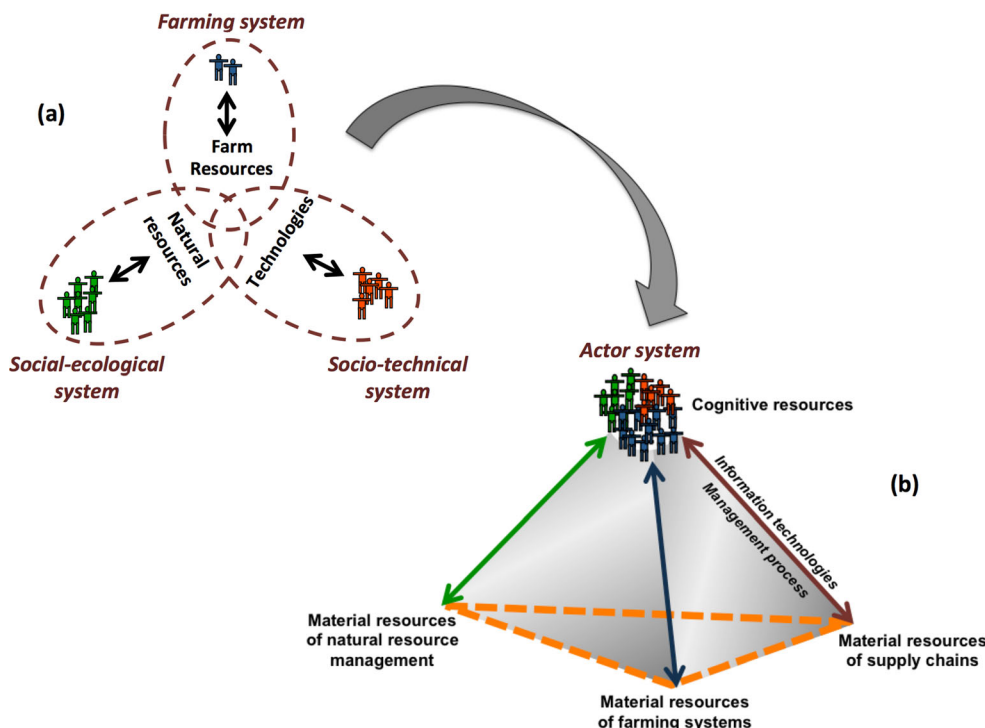 Farming system
(a)
Farm
Resources
Natural
resources
Technologies
Social-ecological
system
Socio-technical
system
Actor system
Cognitive resources
Information technologies
Management process
(b)
Material resources
of natural resource
management
Material resources
of supply chains
Material resources
of farming systems